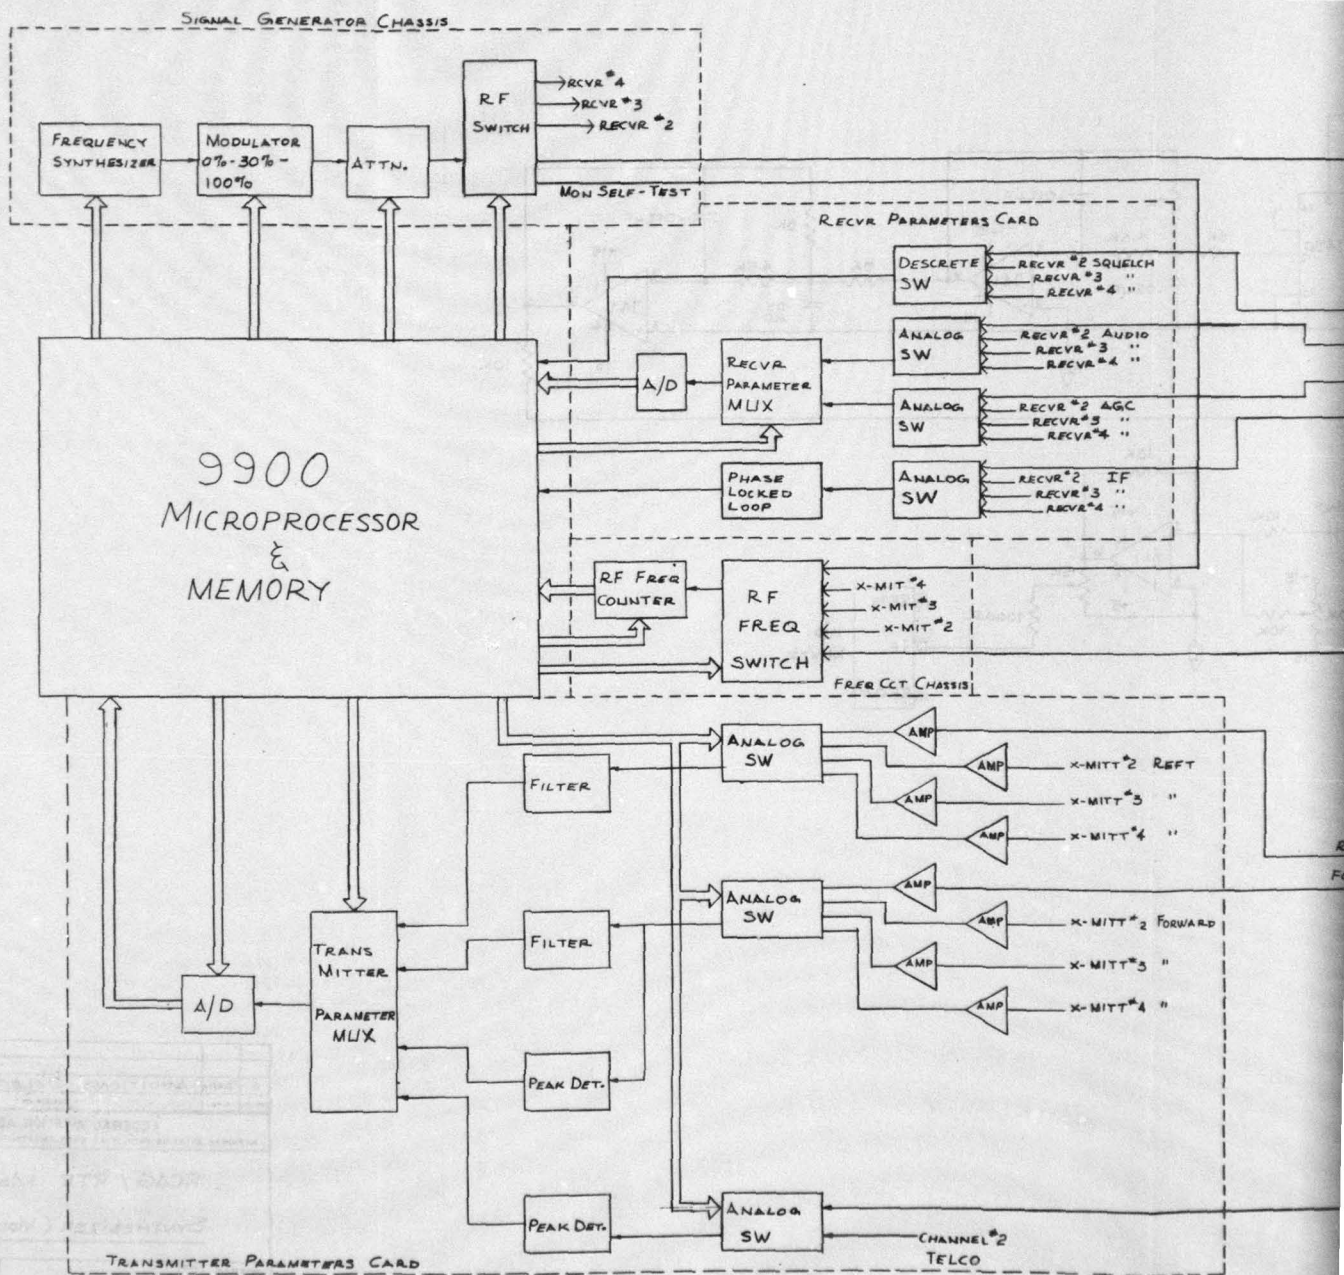 SIGNAL GENERATOR CHASSIS
FREQUENCY
SYNTHESIZER
MODULATOR
0%-30%-
100%
ATTN.
RF
SWITCH
RCVR #4
RCVR #3
RECVR #2
MON SELF-TEST
RECVR PARAMETERS CARD
DESCRETE
SW
RECVR #2 SQUELCH
RECVR #3 "
RECVR #4 "
ANALOG
SW
RECVR #2 AUDIO
RECVR #3 "
RECVR #4 "
RECVR
PARAMETER
MUX
A/D
ANALOG
SW
RECVR #2 AGC
RECVR #3 "
RECVR #4 "
PHASE
LOCKED
LOOP
ANALOG
SW
RECVR #2 IF
RECVR #3 "
RECVR #4 "
9900
MICROPROCESSOR
&
MEMORY
RF FREQ
COUNTER
RF
FREQ
SWITCH
X-MIT #4
X-MIT #3
X-MIT #2
FREQ CCT CHASSIS
ANALOG
SW
AMP
AMP
X-MITT #2 REFT
AMP
X-MITT #3 "
AMP
X-MITT #4 "
FILTER
ANALOG
SW
AMP
AMP
X-MITT #2 FORWARD
AMP
X-MITT #3 "
AMP
X-MITT #4 "
FILTER
TRANS
MITTER
PARAMETER
MUX
A/D
PEAK DET.
PEAK DET.
ANALOG
SW
CHANNEL #2
TELCO
TRANSMITTER PARAMETERS CARD